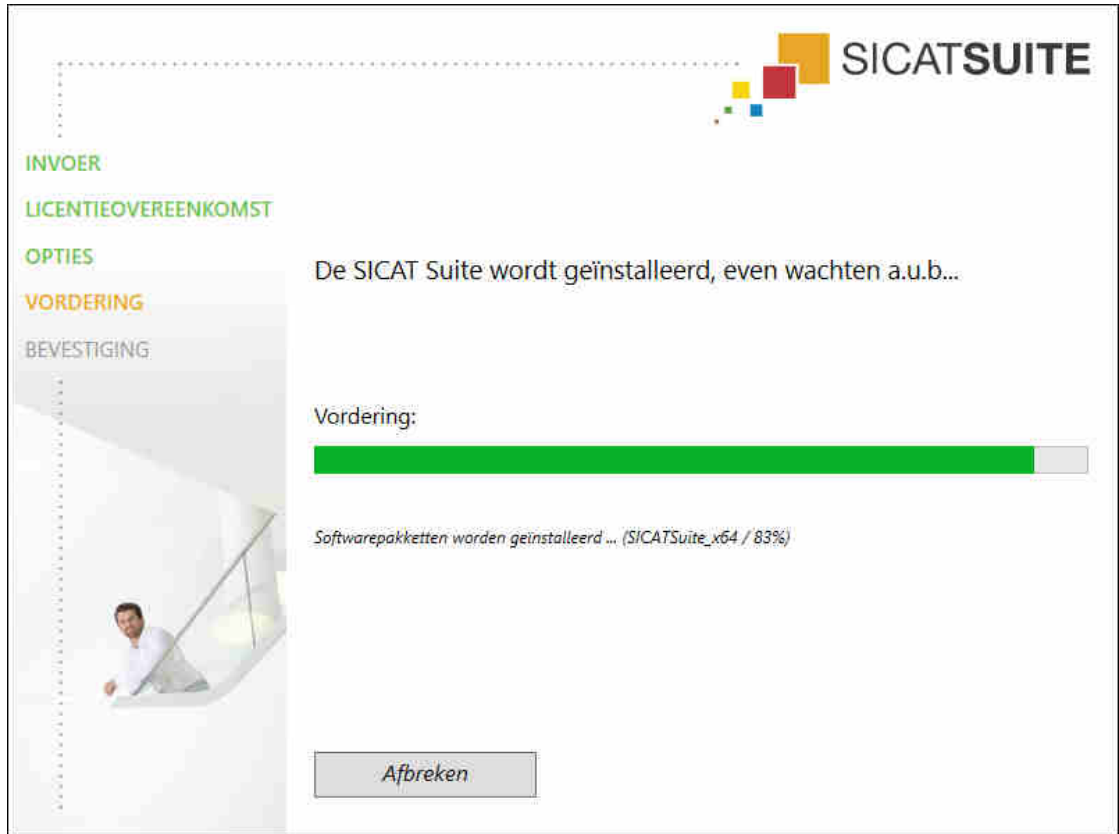 SICATSUITE
INVOER
LICENTIEOVEREENKOMST
OPTIES
VORDERING
BEVESTIGING
De SICAT Suite wordt geïnstalleerd, even wachten a.u.b...
Vordering:
Softwarepakketten worden geïnstalleerd ... (SICATSuite_x64 / 83%)
Afbreken